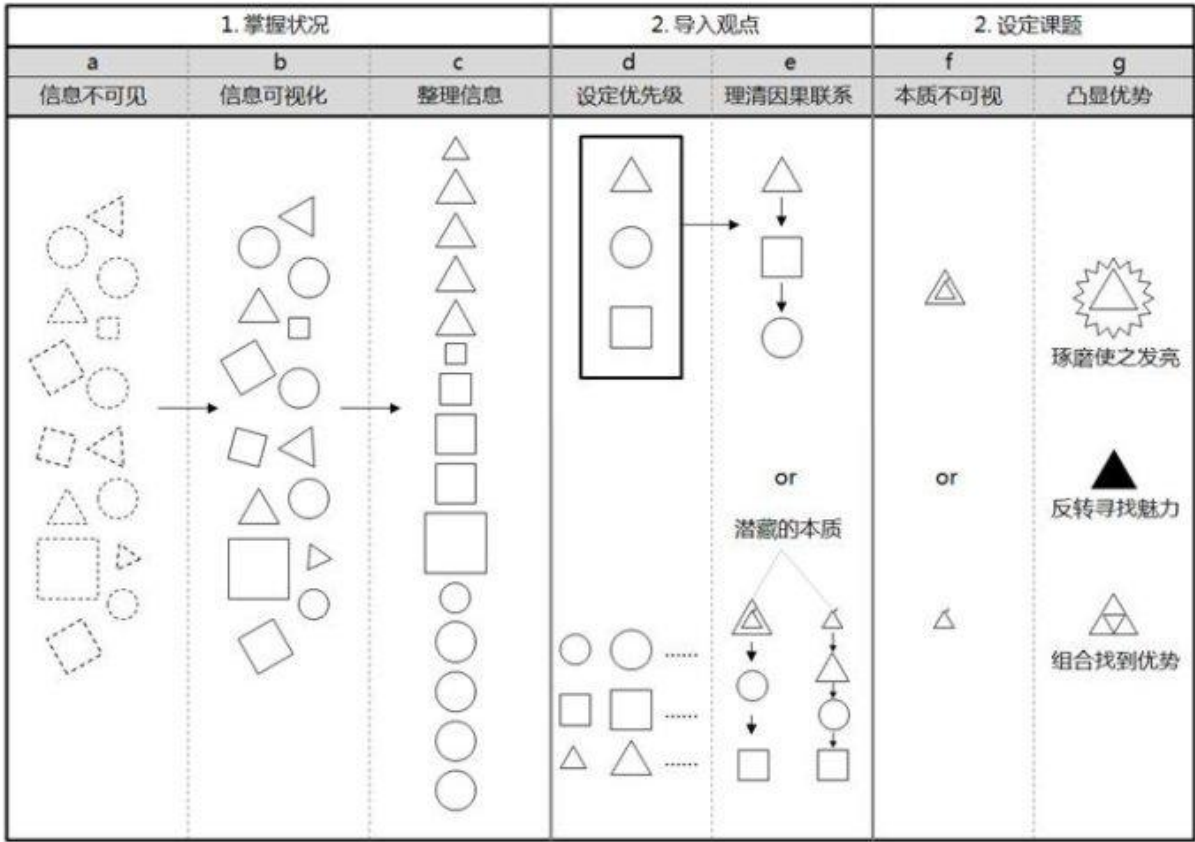 1. 掌握状况
2. 导入观点
2. 设定课题
a
b
c
d
e
f
g
信息不可见
信息可视化
整理信息
设定优先级
理清因果联系
本质不可视
凸显优势
琢磨使之发亮
or
or
反转寻找魅力
潜藏的本质
......
......
......
组合找到优势